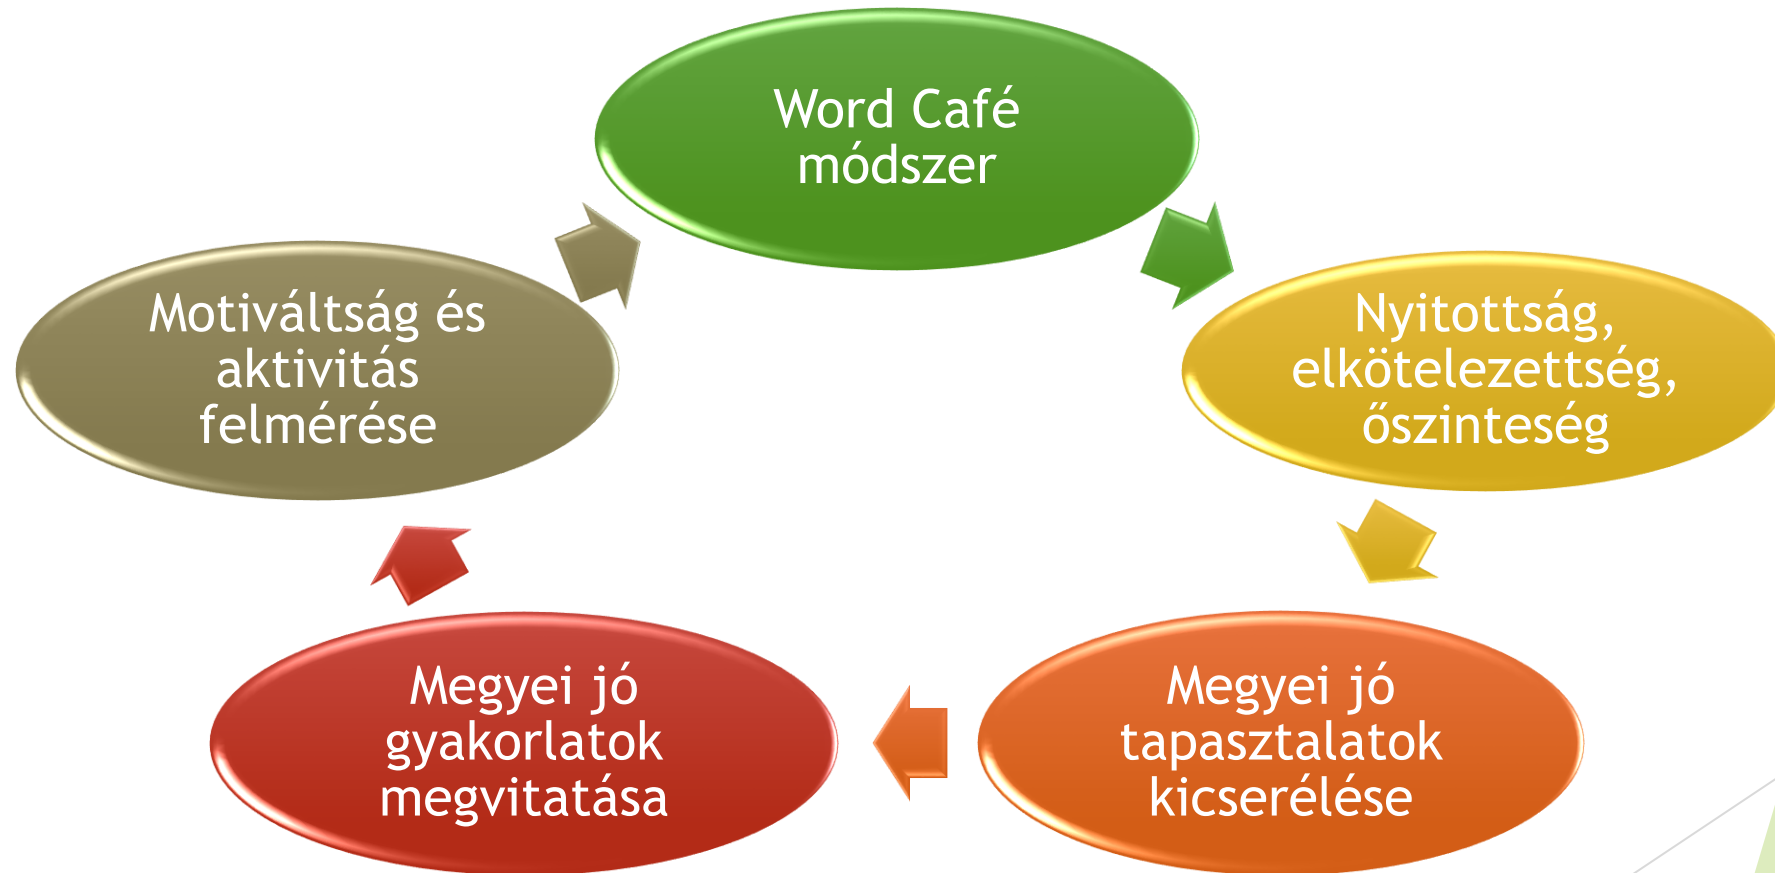 Word Café
módszer
Nyitottság,
elkötelezettség,
őszinteség
Megyei jó
tapasztalatok
kicserélése
Megyei jó
gyakorlatok
megvitatása
Motiváltság és
aktivitás
felmérése